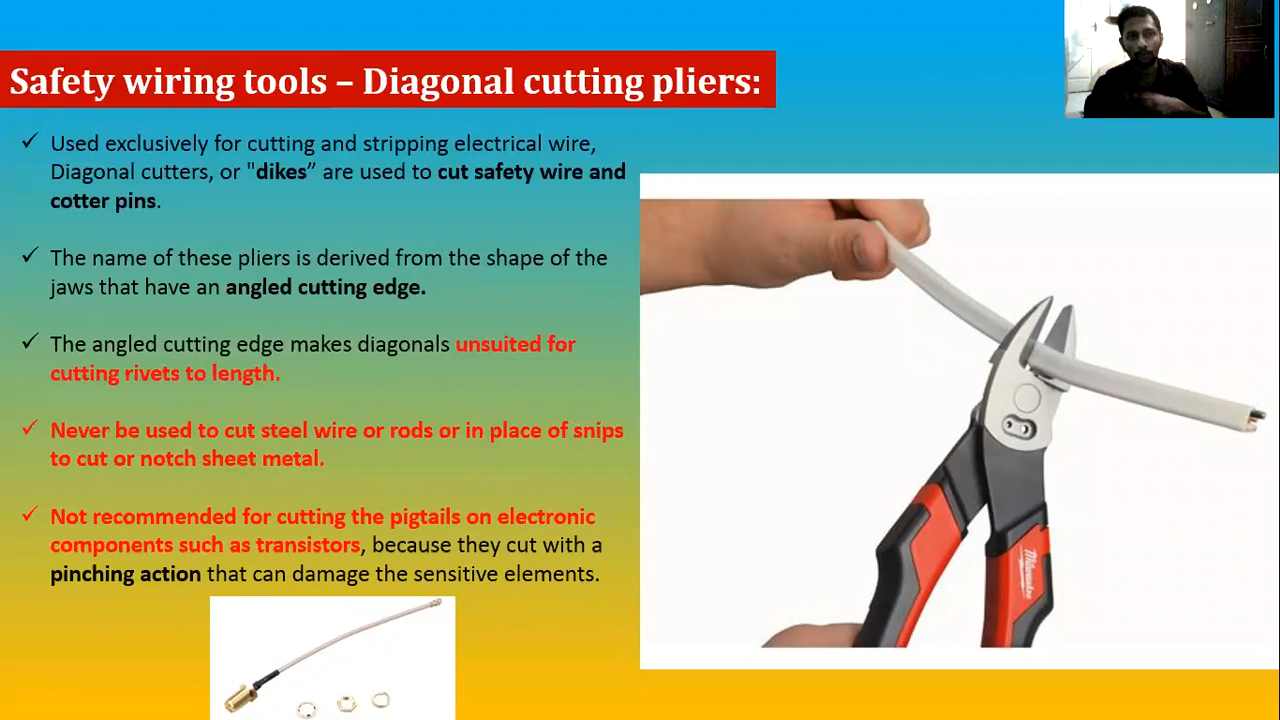 Safety wiring tools – Diagonal cutting pliers:
✓ Used exclusively for cutting and stripping electrical wire,
Diagonal cutters, or "dikes” are used to cut safety wire and
cotter pins.
✓ The name of these pliers is derived from the shape of the
jaws that have an angled cutting edge.
✓ The angled cutting edge makes diagonals unsuited for
cutting rivets to length.
✓ Never be used to cut steel wire or rods or in place of snips
to cut or notch sheet metal.
✓ Not recommended for cutting the pigtails on electronic
components such as transistors, because they cut with a
pinching action that can damage the sensitive elements.
Milwaukee